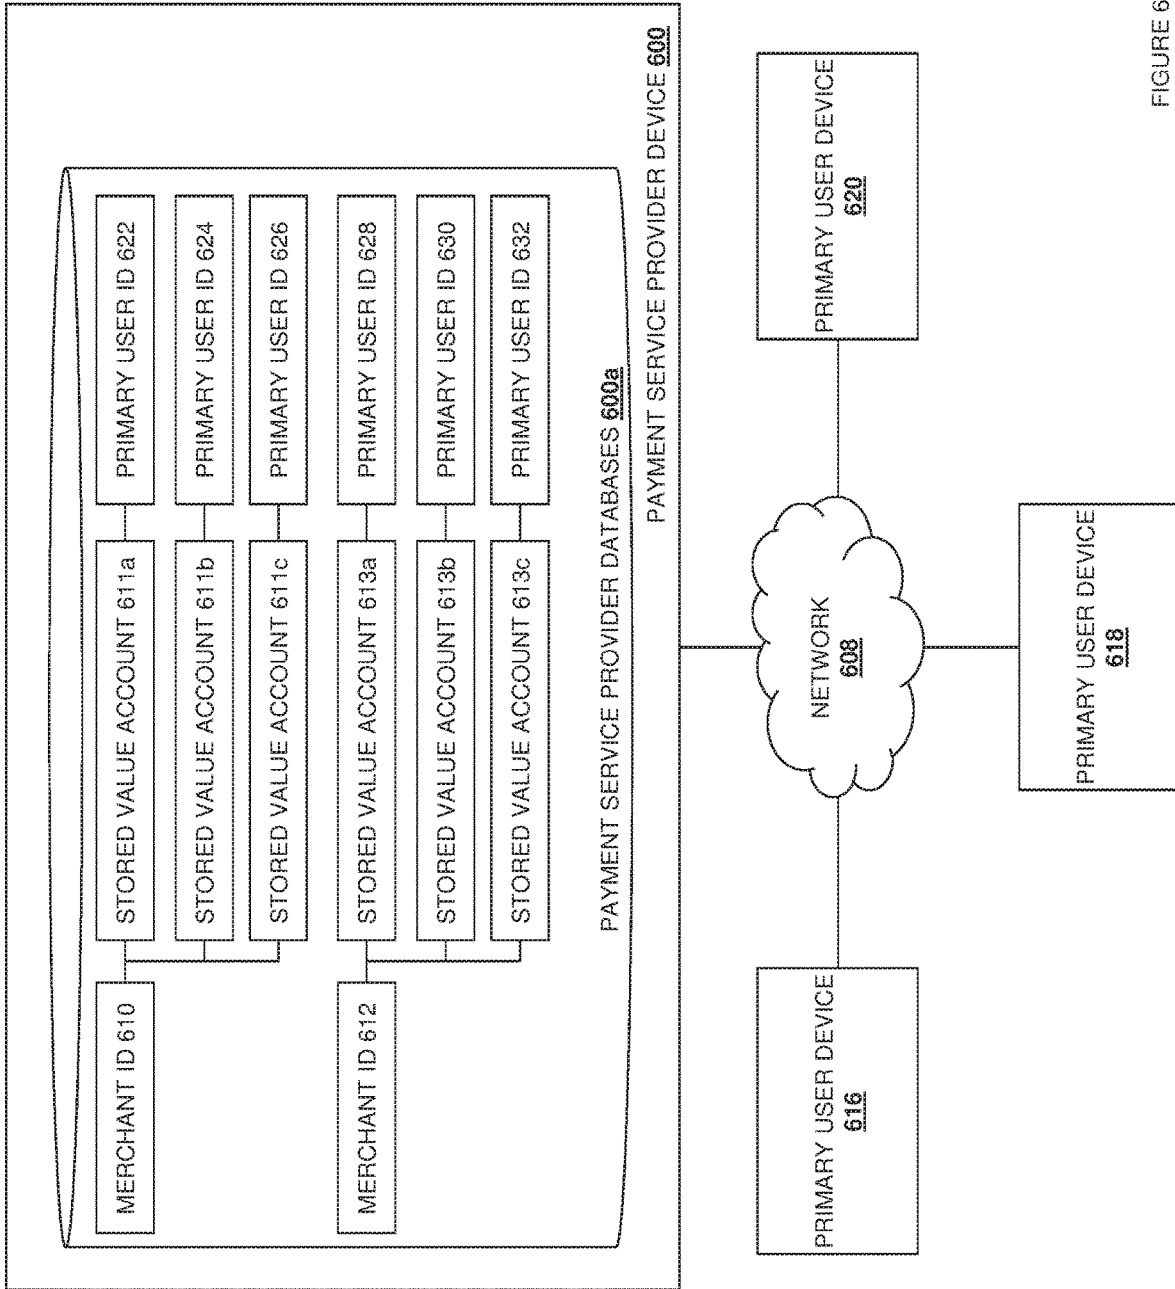 MERCHANT ID 610
STORED VALUE ACCOUNT 611a
PRIMARY USER ID 622
STORED VALUE ACCOUNT 611b
PRIMARY USER ID 624
STORED VALUE ACCOUNT 611c
PRIMARY USER ID 626
MERCHANT ID 612
STORED VALUE ACCOUNT 613a
PRIMARY USER ID 628
STORED VALUE ACCOUNT 613b
PRIMARY USER ID 630
STORED VALUE ACCOUNT 613c
PRIMARY USER ID 632
PAYMENT SERVICE PROVIDER DATABASES 600a
PAYMENT SERVICE PROVIDER DEVICE 600
PRIMARY USER DEVICE
616
NETWORK
608
PRIMARY USER DEVICE
620
PRIMARY USER DEVICE
618
FIGURE 6